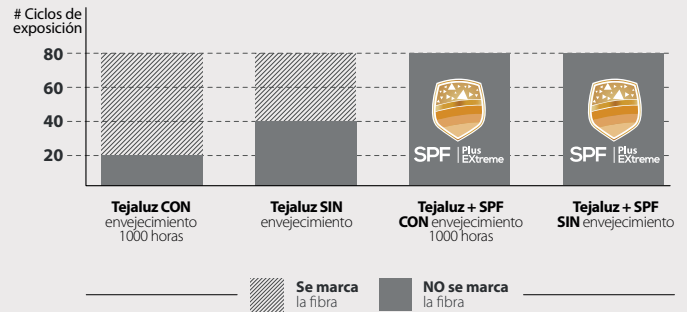 # Ciclos de
exposición
80
60
40
20
SPF | Plus
EXtreme
SPF | Plus
EXtreme
Tejaluz CON
envejecimiento
1000 horas
Tejaluz SIN
envejecimiento
Tejaluz + SPF
CON envejecimiento
1000 horas
Tejaluz + SPF
SIN envejecimiento
Se marca
la fibra
NO se marca
la fibra